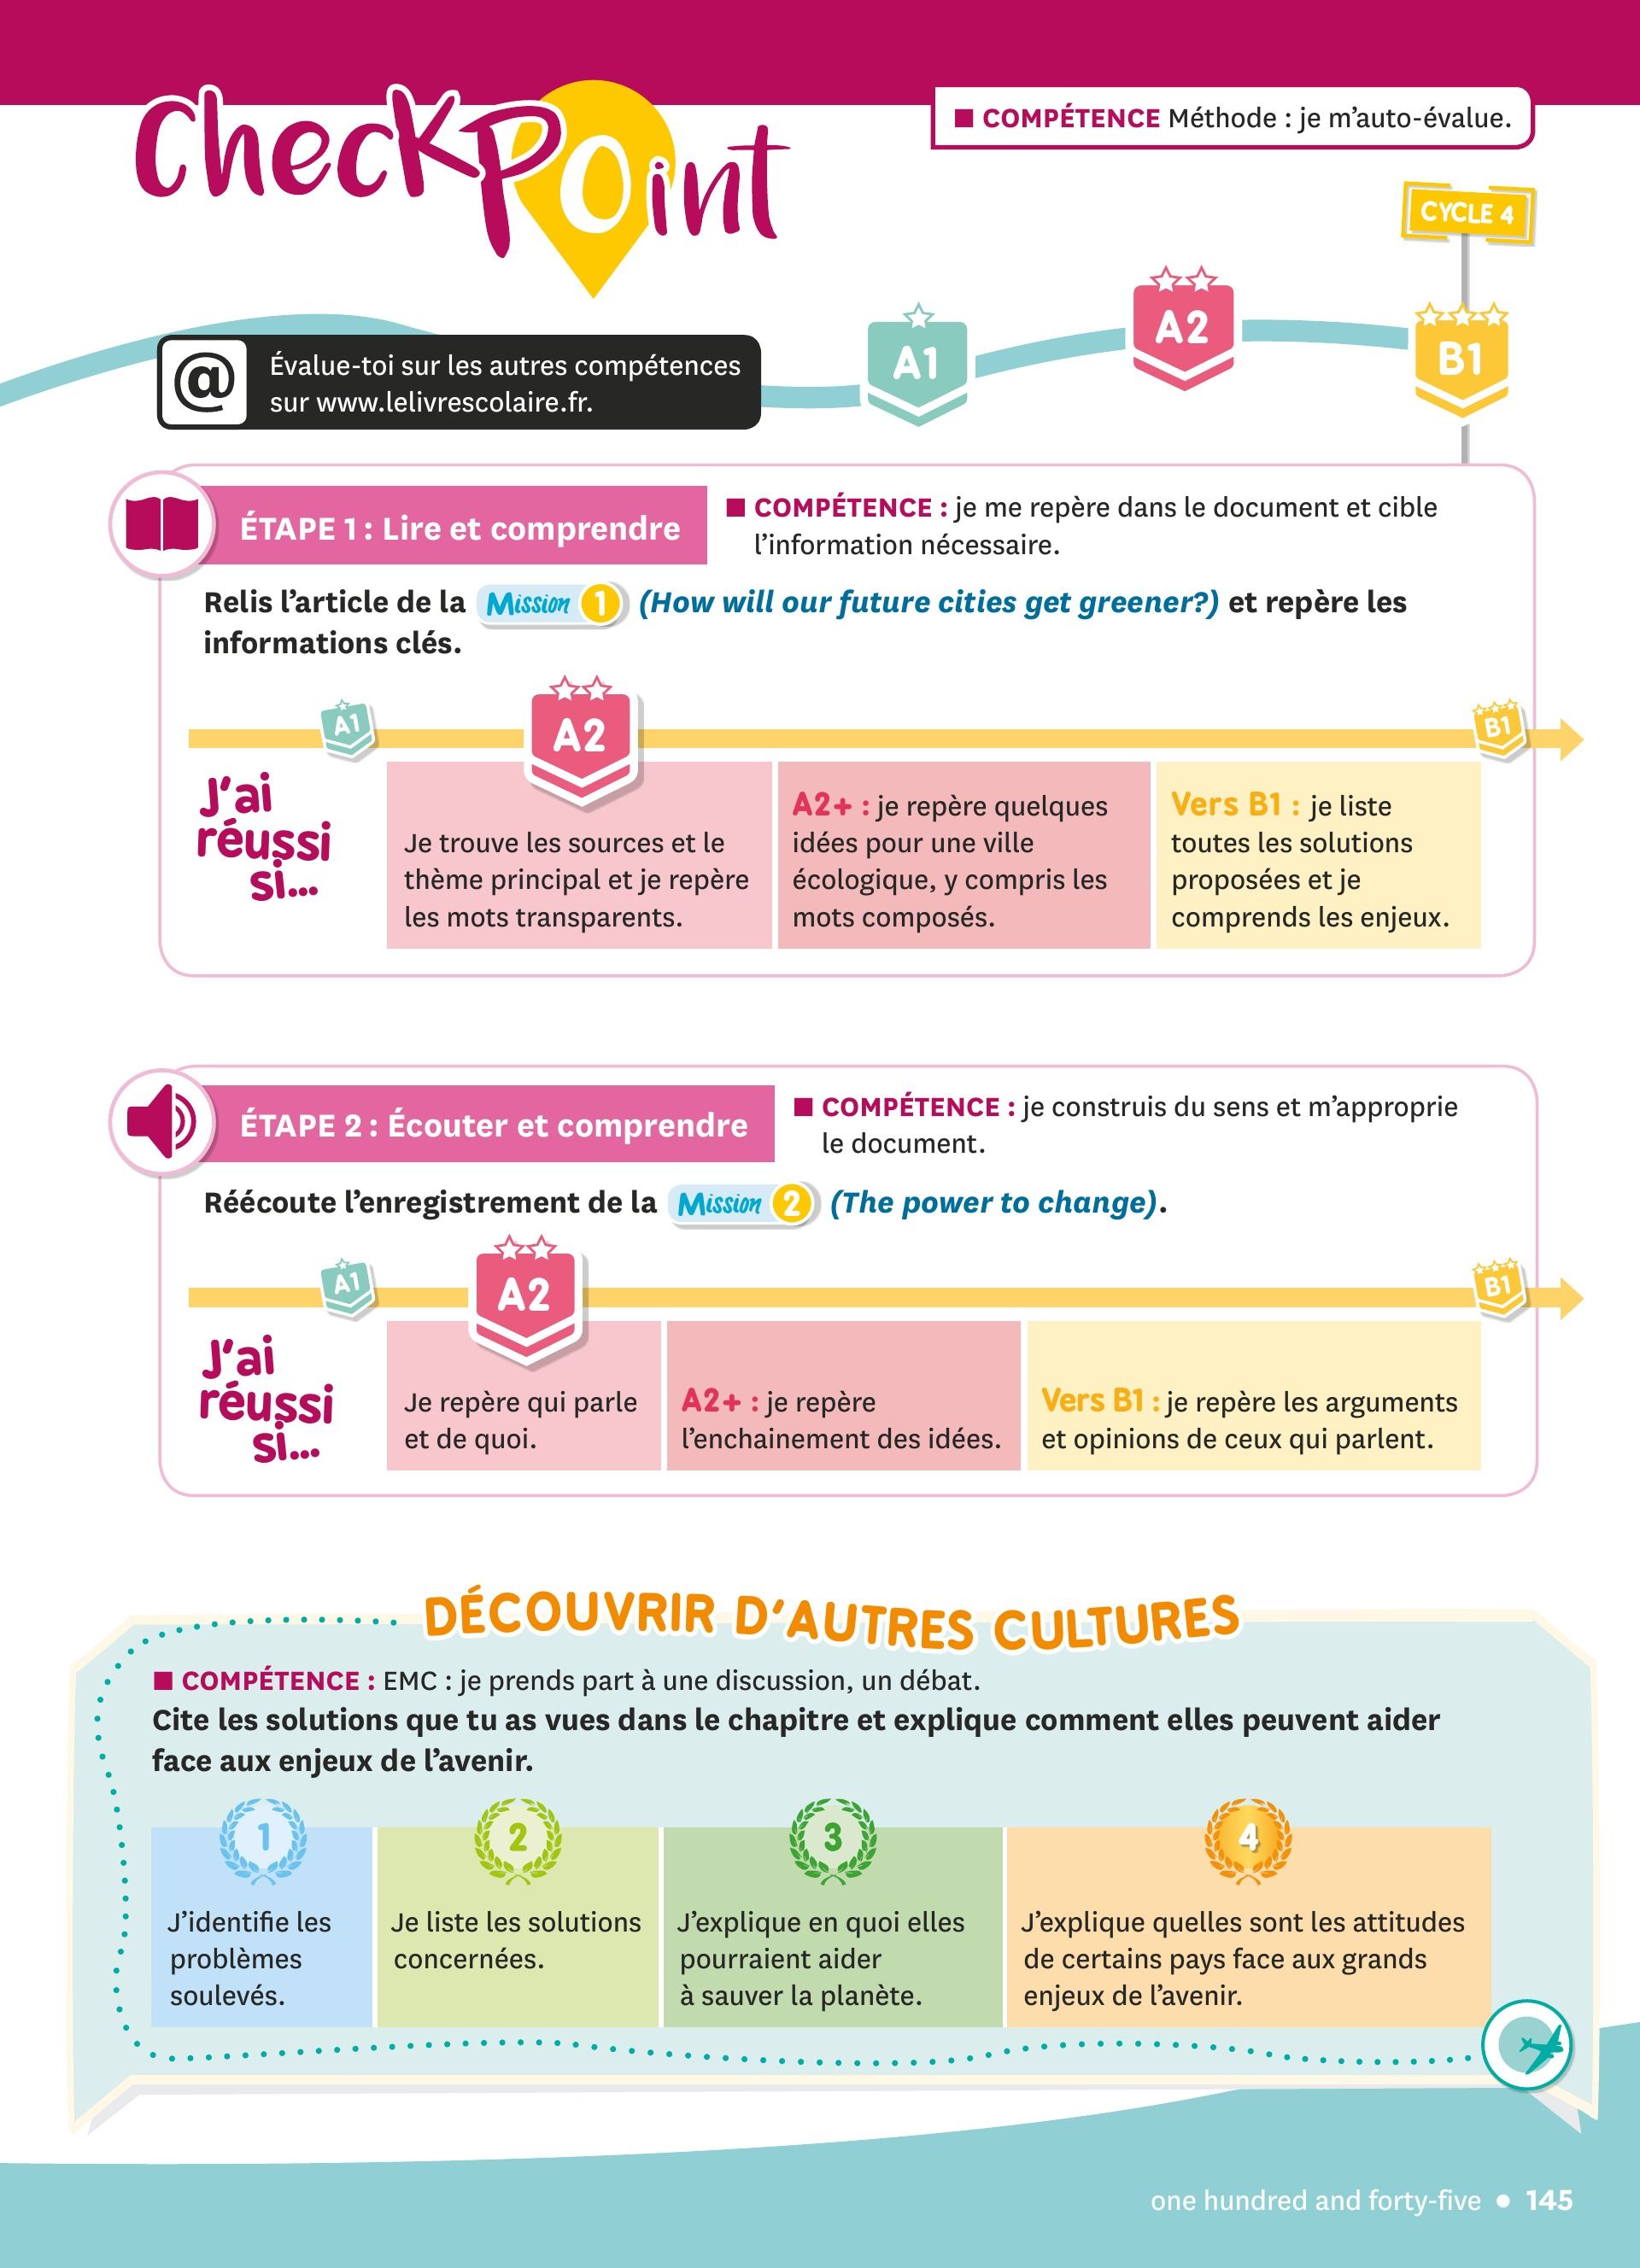 CheckPoint
■ COMPÉTENCE Méthode : je m'auto-évalue.
CYCLE 4
A1
A2
B1
@
Évalue-toi sur les autres compétences
sur www.lelivrescolaire.fr.
ÉTAPE 1 : Lire et comprendre
■ COMPÉTENCE : je me repère dans le document et cible
l'information nécessaire.
Relis l'article de la Mission 1 (How will our future cities get greener?) et repère les
informations clés.
A1
A2
B1
J'ai
réussi
si...
Je trouve les sources et le
thème principal et je repère
les mots transparents.
A2+ : je repère quelques
idées pour une ville
écologique, y compris les
mots composés.
Vers B1 : je liste
toutes les solutions
proposées et je
comprends les enjeux.
ÉTAPE 2 : Écouter et comprendre
■ COMPÉTENCE : je construis du sens et m'approprie
le document.
Réécoute l'enregistrement de la Mission 2 (The power to change).
A1
A2
B1
J'ai
réussi
si...
Je repère qui parle
et de quoi.
A2+ : je repère
l'enchainement des idées.
Vers B1 : je repère les arguments
et opinions de ceux qui parlent.
DÉCOUVRIR D'AUTRES CULTURES
■ COMPÉTENCE : EMC : je prends part à une discussion, un débat.
Cite les solutions que tu as vues dans le chapitre et explique comment elles peuvent aider
face aux enjeux de l'avenir.
1
J'identifie les
problèmes
soulevés.
2
Je liste les solutions
concernées.
3
J'explique en quoi elles
pourraient aider
à sauver la planète.
4
J'explique quelles sont les attitudes
de certains pays face aux grands
enjeux de l'avenir.
one hundred and forty-five • 145